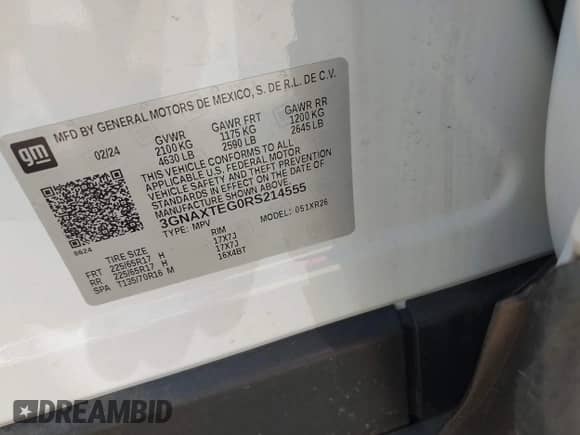 gm
MFD BY GENERAL MOTORS DE MEXICO, S. DE R.L. DE C.V.
02/24 GVWR GAWR FRT GAWR RR
2100 KG 1175 KG 1200 KG
4630 LB 2590 LB 2645 LB
THIS VEHICLE CONFORMS TO ALL
APPLICABLE U.S. FEDERAL MOTOR
VEHICLE SAFETY AND THEFT PREVENTION
STANDARDS IN EFFECT ON THE DATE OF
MANUFACTURE SHOWN ABOVE.
3GNAXTEG0RS214555
TYPE: MPV MODEL: 051XR26
8624
TIRE SIZE RIM
FRT 225/65R17 H 17X7J
RR 225/65R17 H 17X7J
SPA T135/70R16 M 16X4BT
DREAMBID